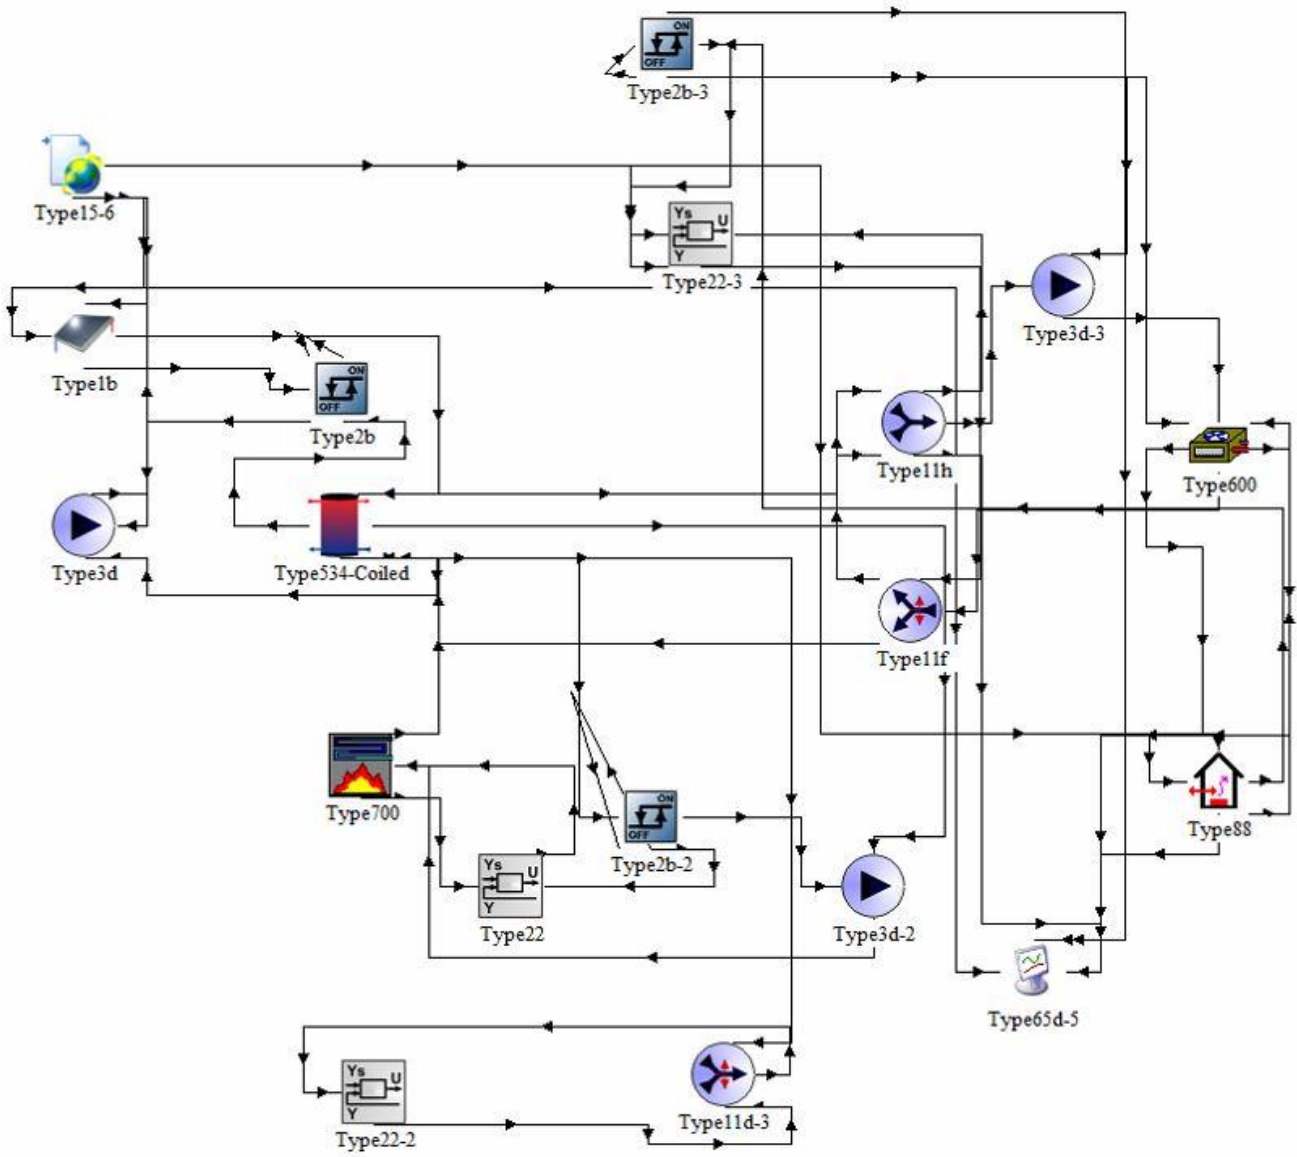 ON
OFF
Type2b-3
Type15-6
Ys
U
Y
Type22-3
Type3d-3
Type1b
ON
OFF
Type2b
Type11h
Type600
Type3d
Type534-Coiled
Type11f
Type700
ON
OFF
Type2b-2
Type88
Ys
U
Y
Type22
Type3d-2
Type65d-5
Ys
U
Y
Type22-2
Type11d-3